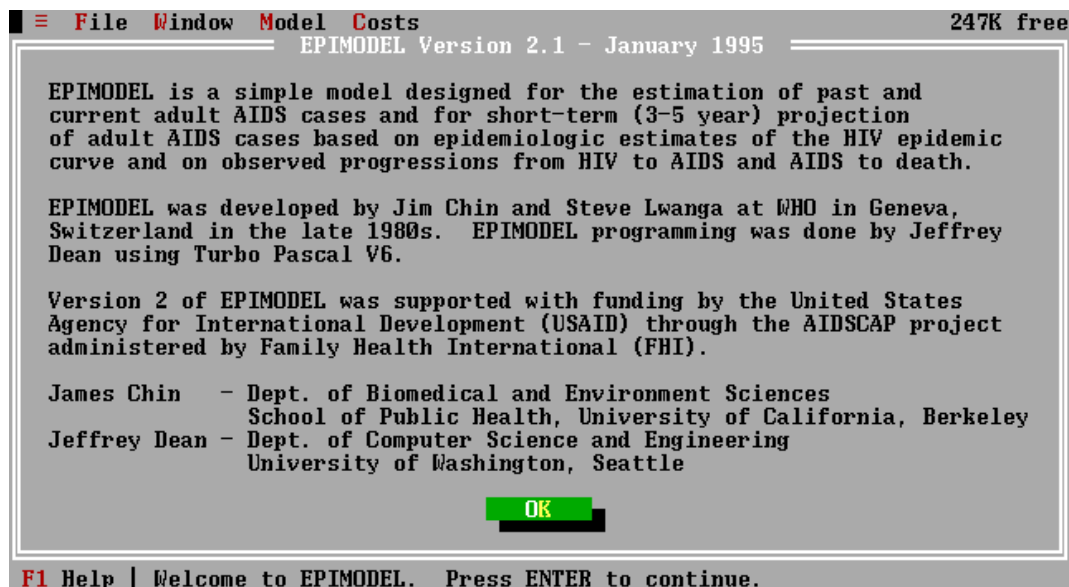 ≡ File Window Model Costs 247K free
EPIMODEL Version 2.1 - January 1995
EPIMODEL is a simple model designed for the estimation of past and
current adult AIDS cases and for short-term (3-5 year) projection
of adult AIDS cases based on epidemiologic estimates of the HIV epidemic
curve and on observed progressions from HIV to AIDS and AIDS to death.
EPIMODEL was developed by Jim Chin and Steve Lwanga at WHO in Geneva,
Switzerland in the late 1980s. EPIMODEL programming was done by Jeffrey
Dean using Turbo Pascal V6.
Version 2 of EPIMODEL was supported with funding by the United States
Agency for International Development (USAID) through the AIDSCAP project
administered by Family Health International (FHI).
James Chin - Dept. of Biomedical and Environment Sciences
School of Public Health, University of California, Berkeley
Jeffrey Dean - Dept. of Computer Science and Engineering
University of Washington, Seattle
OK
F1 Help | Welcome to EPIMODEL. Press ENTER to continue.